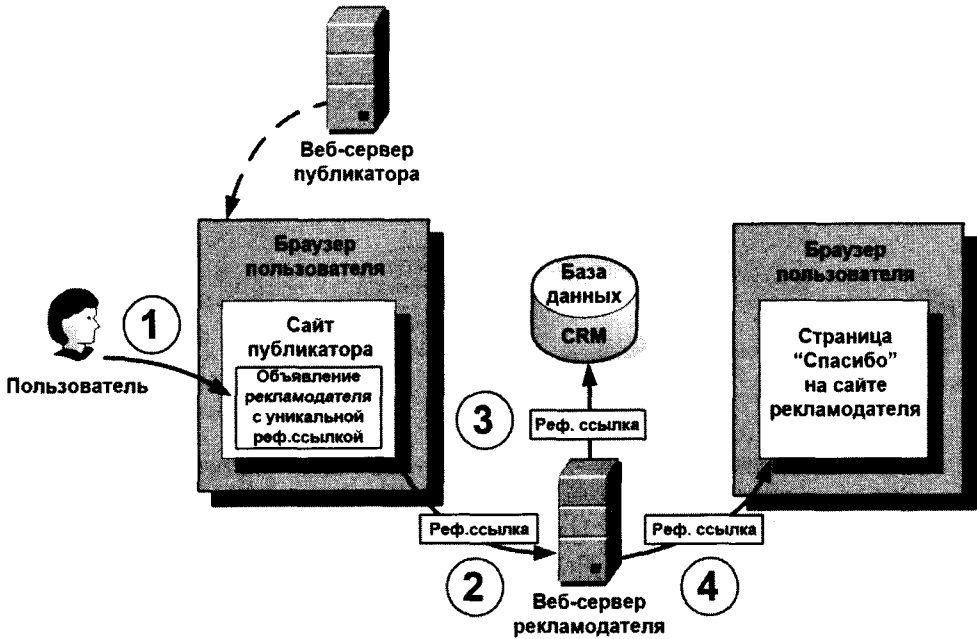 Веб-сервер
публикатора
Браузер
пользователя
Сайт
публикатора
Объявление
рекламодателя
с уникальной
реф.ссылкой
1
Пользователь
База
данных
CRM
3
Реф. ссылка
Реф.ссылка
2
Веб-сервер
рекламодателя
Реф. ссылка
4
Браузер
пользователя
Страница
“Спасибо”
на сайте
рекламодателя